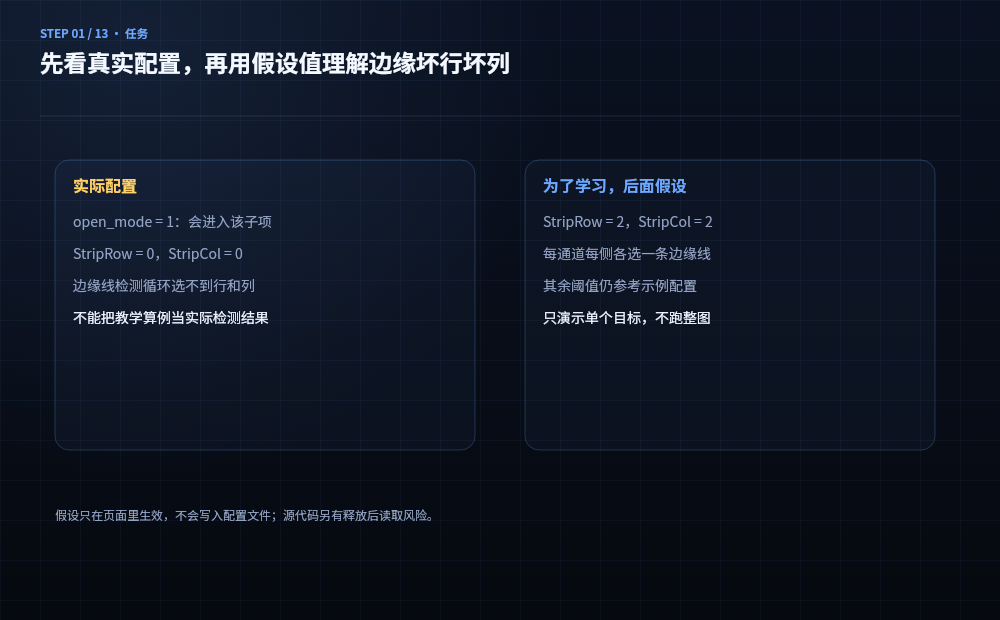 STEP 01 / 13 · 任务
先看真实配置，再用假设值理解边缘坏行坏列
实际配置
open_mode = 1：会进入该子项
StripRow = 0，StripCol = 0
边缘线检测循环选不到行和列
不能把教学算例当实际检测结果
为了学习，后面假设
StripRow = 2，StripCol = 2
每通道每侧各选一条边缘线
其余阈值仍参考示例配置
只演示单个目标，不跑整图
假设只在页面里生效，不会写入配置文件；源代码另有释放后读取风险。